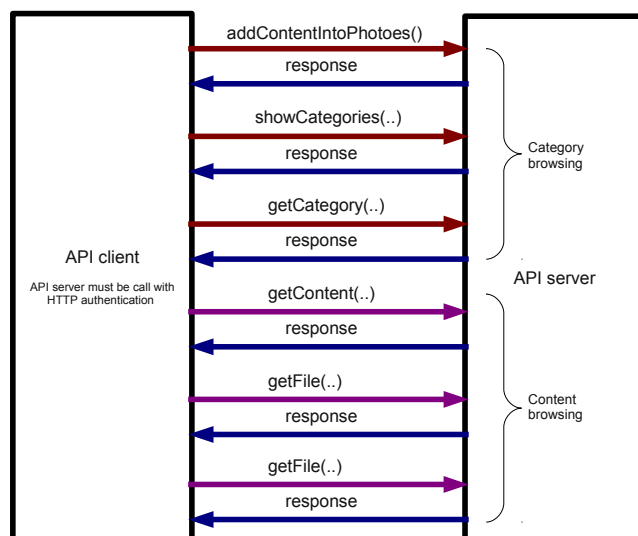 addContentIntoPhotoes()
response
showCategories(..)
response
Category
browsing
getCategory(..)
response
API client
API server must be call with
HTTP authentication
API server
getContent(..)
response
getFile(..)
response
Content
browsing
getFile(..)
response